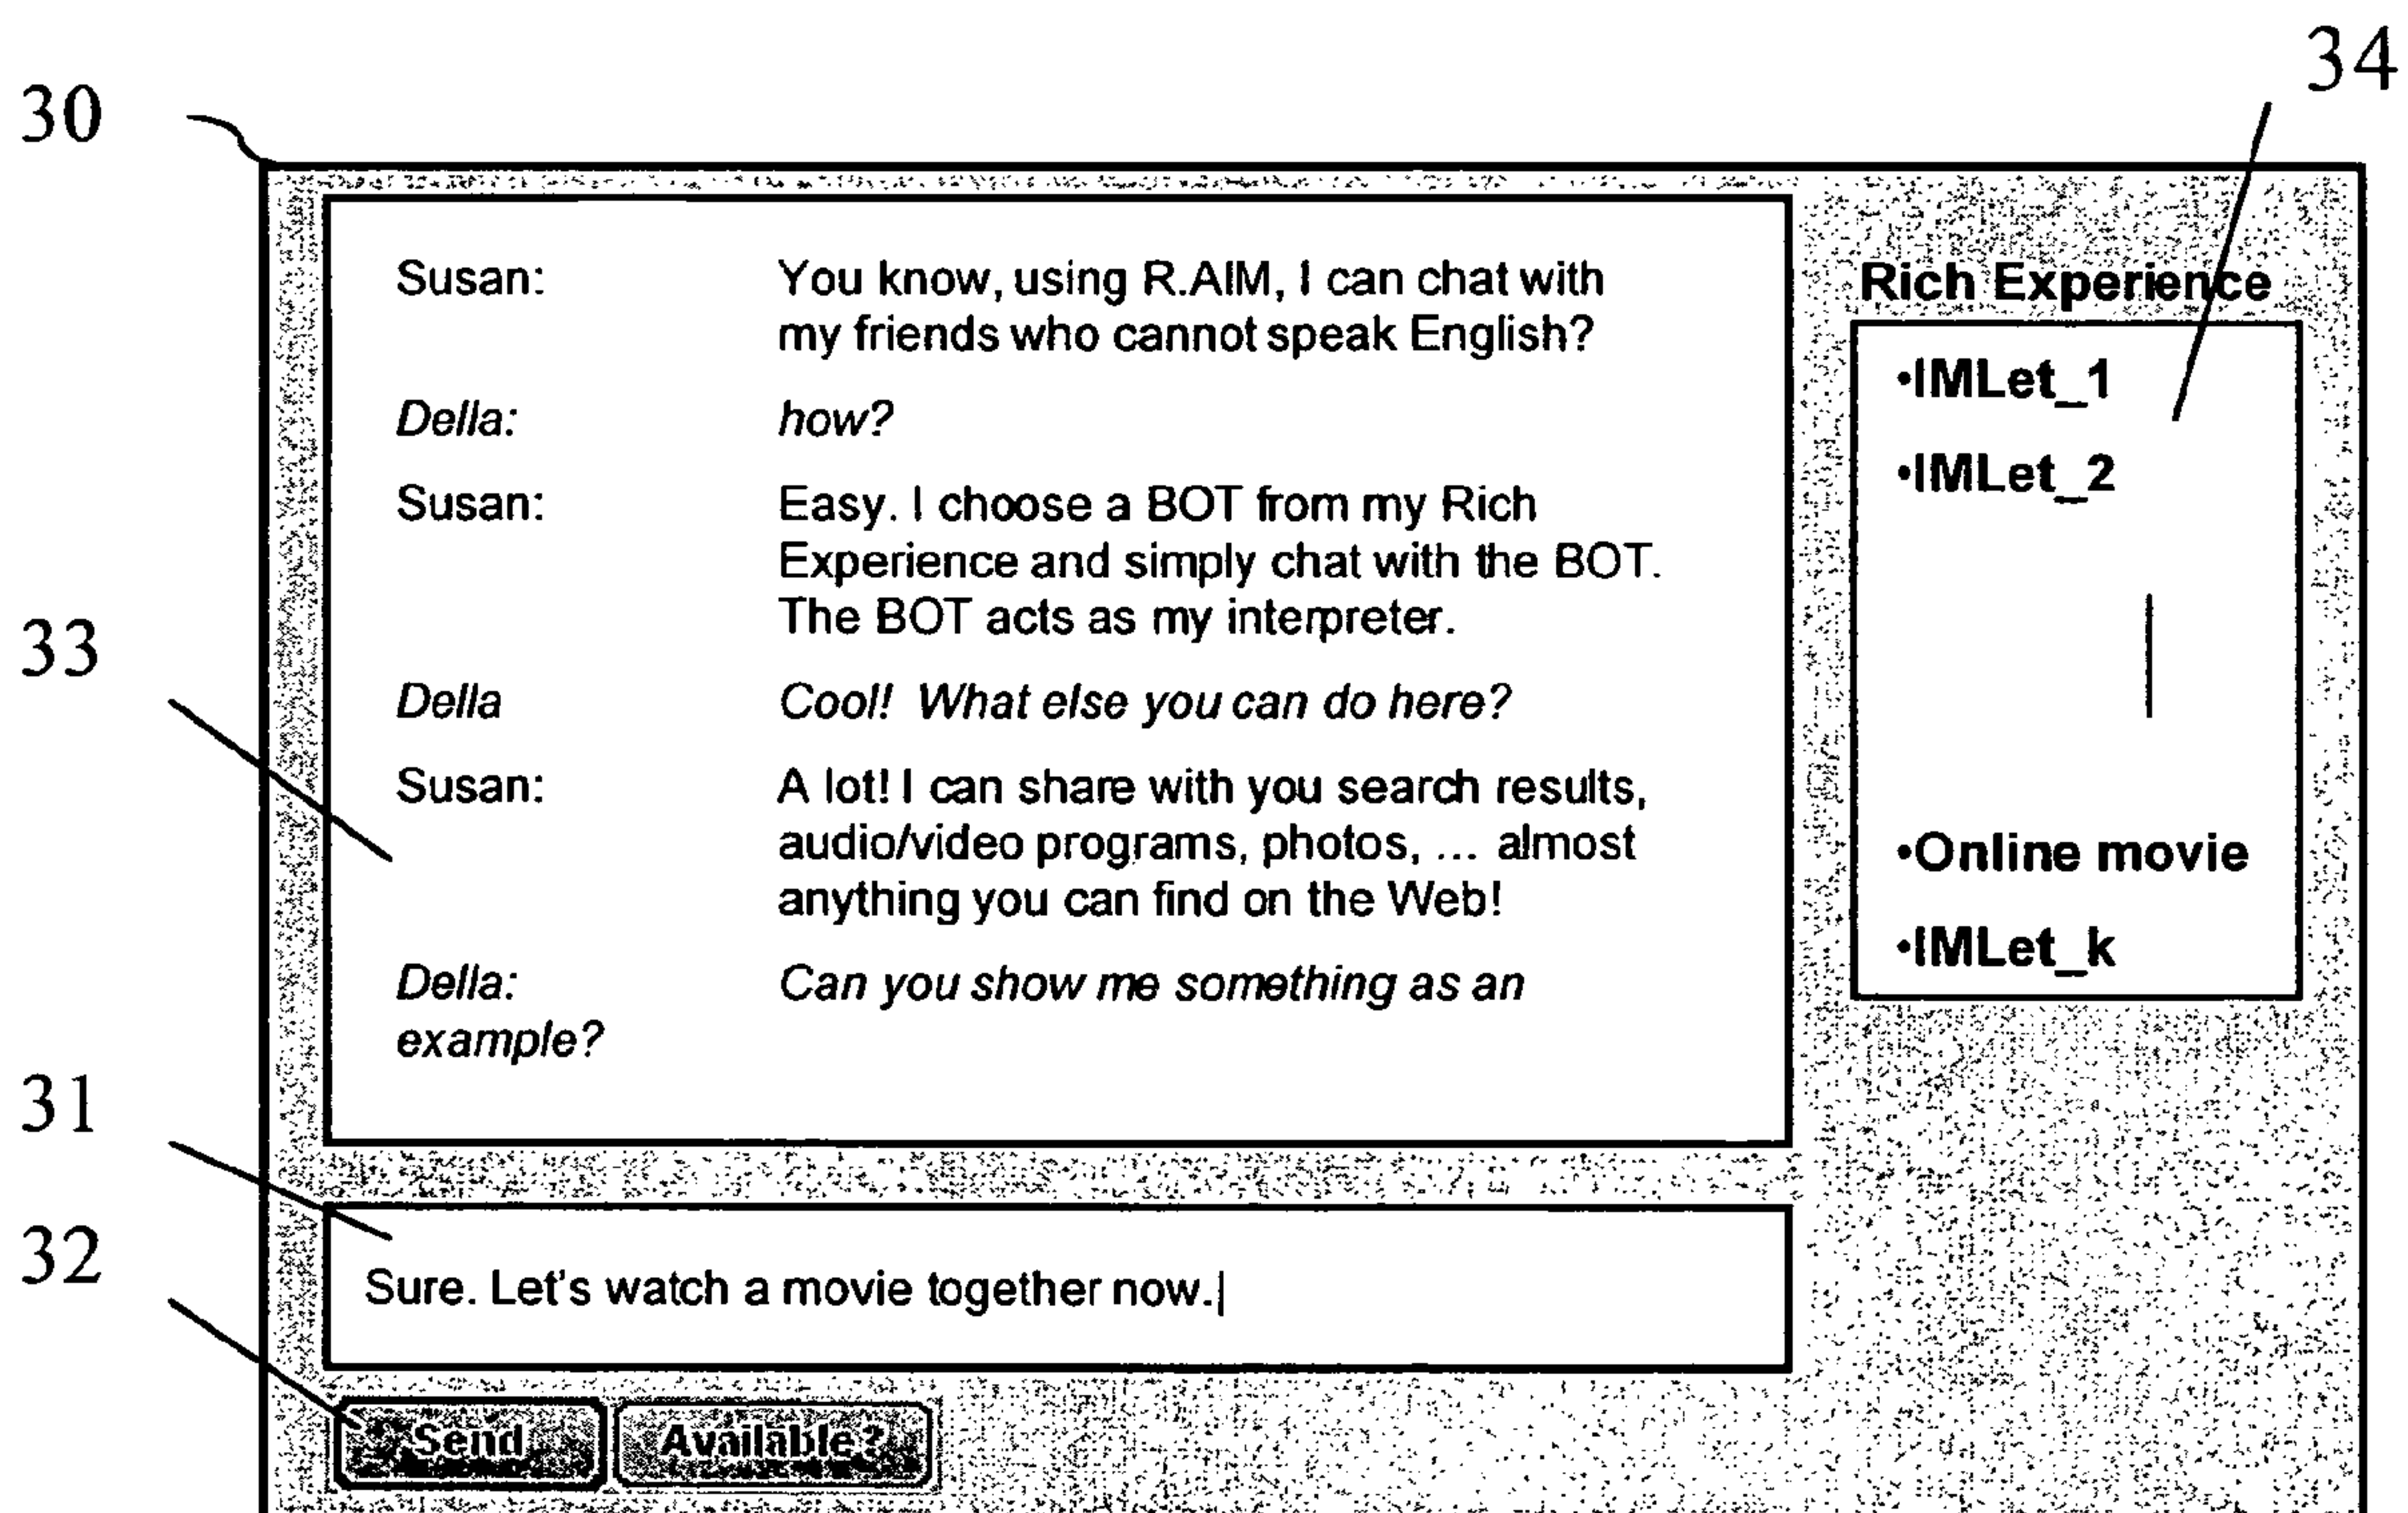 34
30
Susan: You know, using R.AIM, I can chat with
my friends who cannot speak English?
Della: how?
Susan: Easy. I choose a BOT from my Rich
Experience and simply chat with the BOT.
The BOT acts as my interpreter.
Della Cool! What else you can do here?
Susan: A lot! I can share with you search results,
audio/video programs, photos, ... almost
anything you can find on the Web!
Della: Can you show me something as an
example?
Rich Experience
•IMLet_1
•IMLet_2
•Online movie
•IMLet_k
33
31
Sure. Let's watch a movie together now.|
32
Send Available?